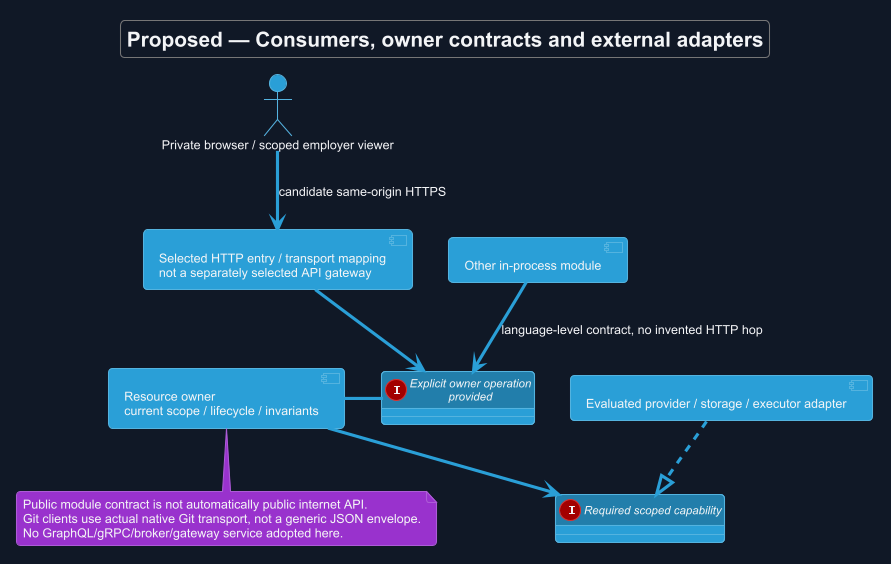 Proposed — Consumers, owner contracts and external adapters
Private browser / scoped employer viewer
candidate same-origin HTTPS
Selected HTTP entry / transport mapping
not a separately selected API gateway
Other in-process module
language-level contract, no invented HTTP hop
Resource owner
current scope / lifecycle / invariants
I
Explicit owner operation
provided
Evaluated provider / storage / executor adapter
Public module contract is not automatically public internet API.
Git clients use actual native Git transport, not a generic JSON envelope.
No GraphQL/gRPC/broker/gateway service adopted here.
I
Required scoped capability